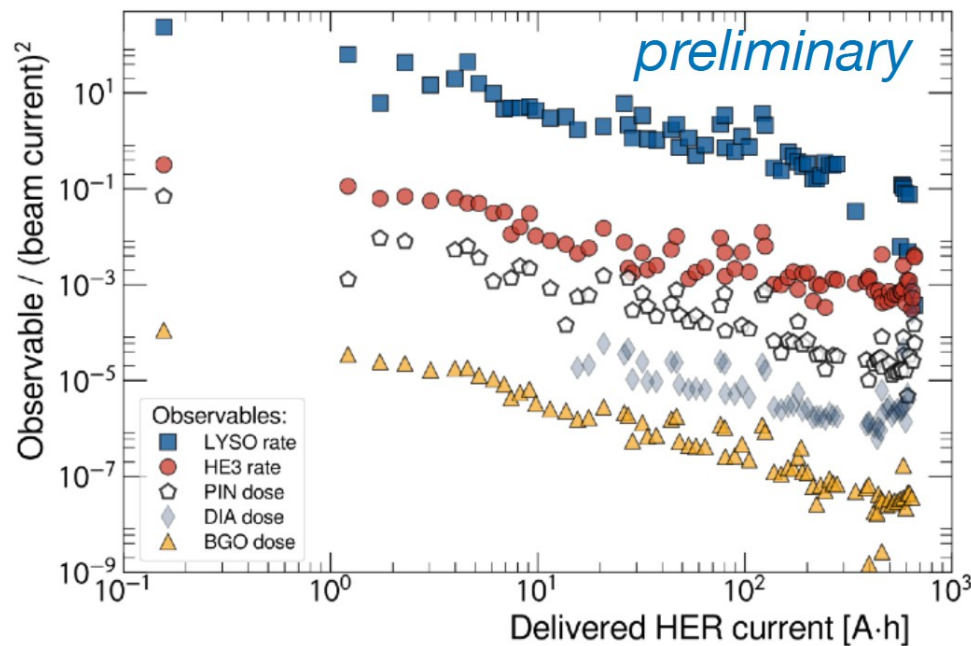 preliminary
Observable / (beam current)²
10¹
10⁻¹
10⁻³
10⁻⁵
10⁻⁷
10⁻⁹
Observables:
LYSO rate
HE3 rate
PIN dose
DIA dose
BGO dose
10⁻¹ 10⁰ 10¹ 10² 10³
Delivered HER current [A·h]